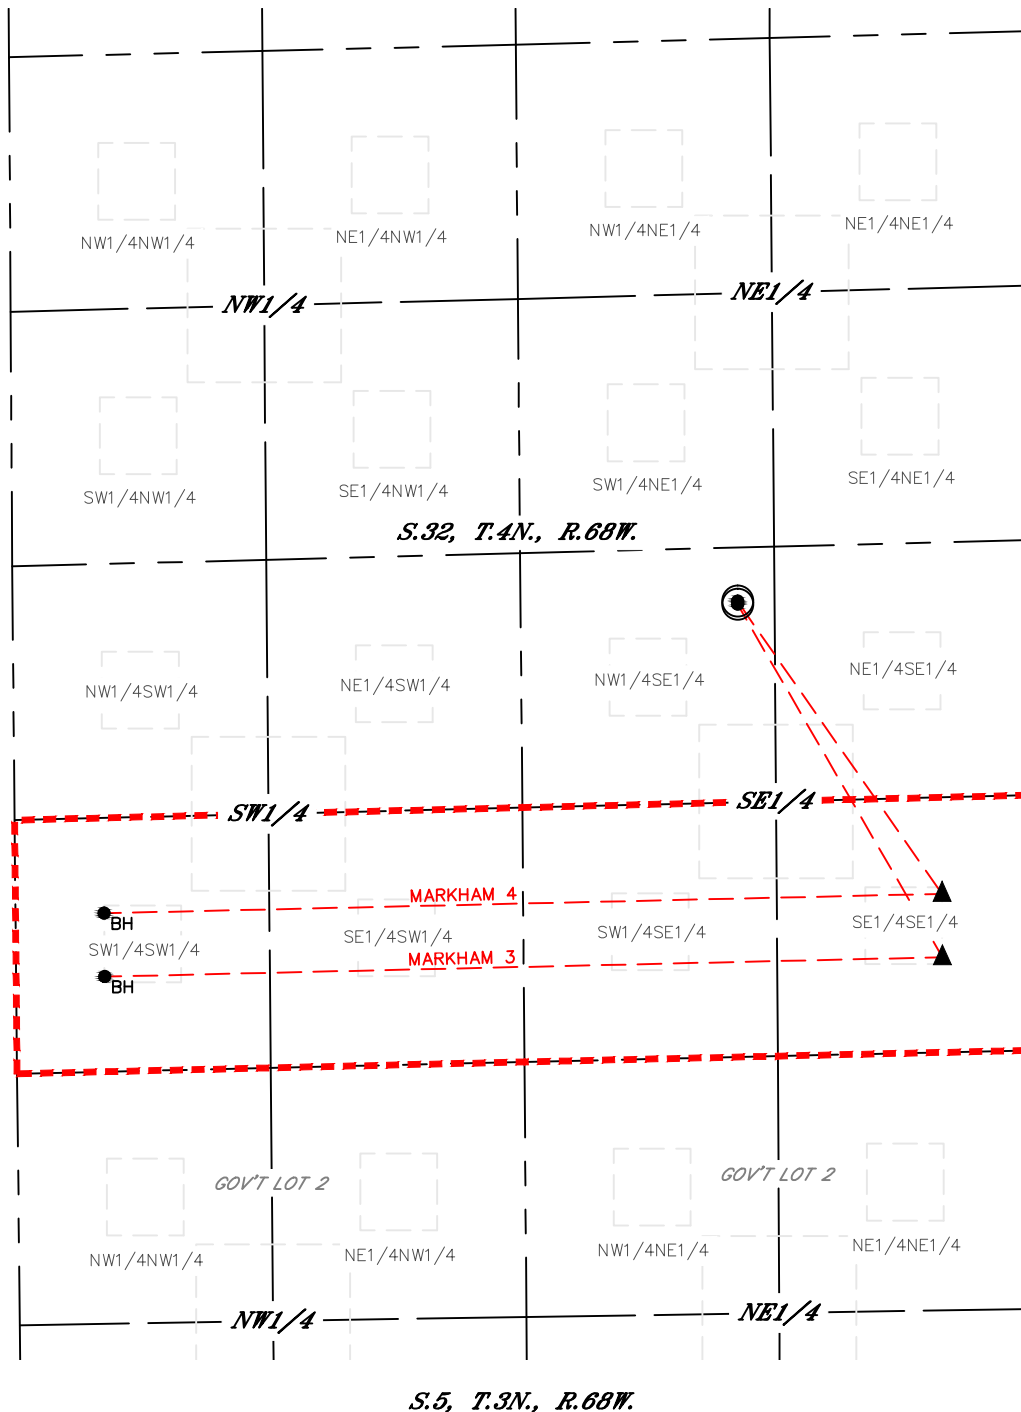 NW1/4NW1/4 NE1/4NW1/4 NW1/4NE1/4 NE1/4NE1/4
NW1/4 NE1/4
SW1/4NW1/4 SE1/4NW1/4 SW1/4NE1/4 SE1/4NE1/4
S.32, T.4N., R.68W.
NW1/4SW1/4 NE1/4SW1/4 NW1/4SE1/4 NE1/4SE1/4
SW1/4 SE1/4
MARKHAM 4
BH
SW1/4SW1/4 SE1/4SW1/4 SW1/4SE1/4 SE1/4SE1/4
MARKHAM 3
BH
GOV'T LOT 2 GOV'T LOT 2
NW1/4NW1/4 NE1/4NW1/4 NW1/4NE1/4 NE1/4NE1/4
NW1/4 NE1/4
S.5, T.3N., R.68W.